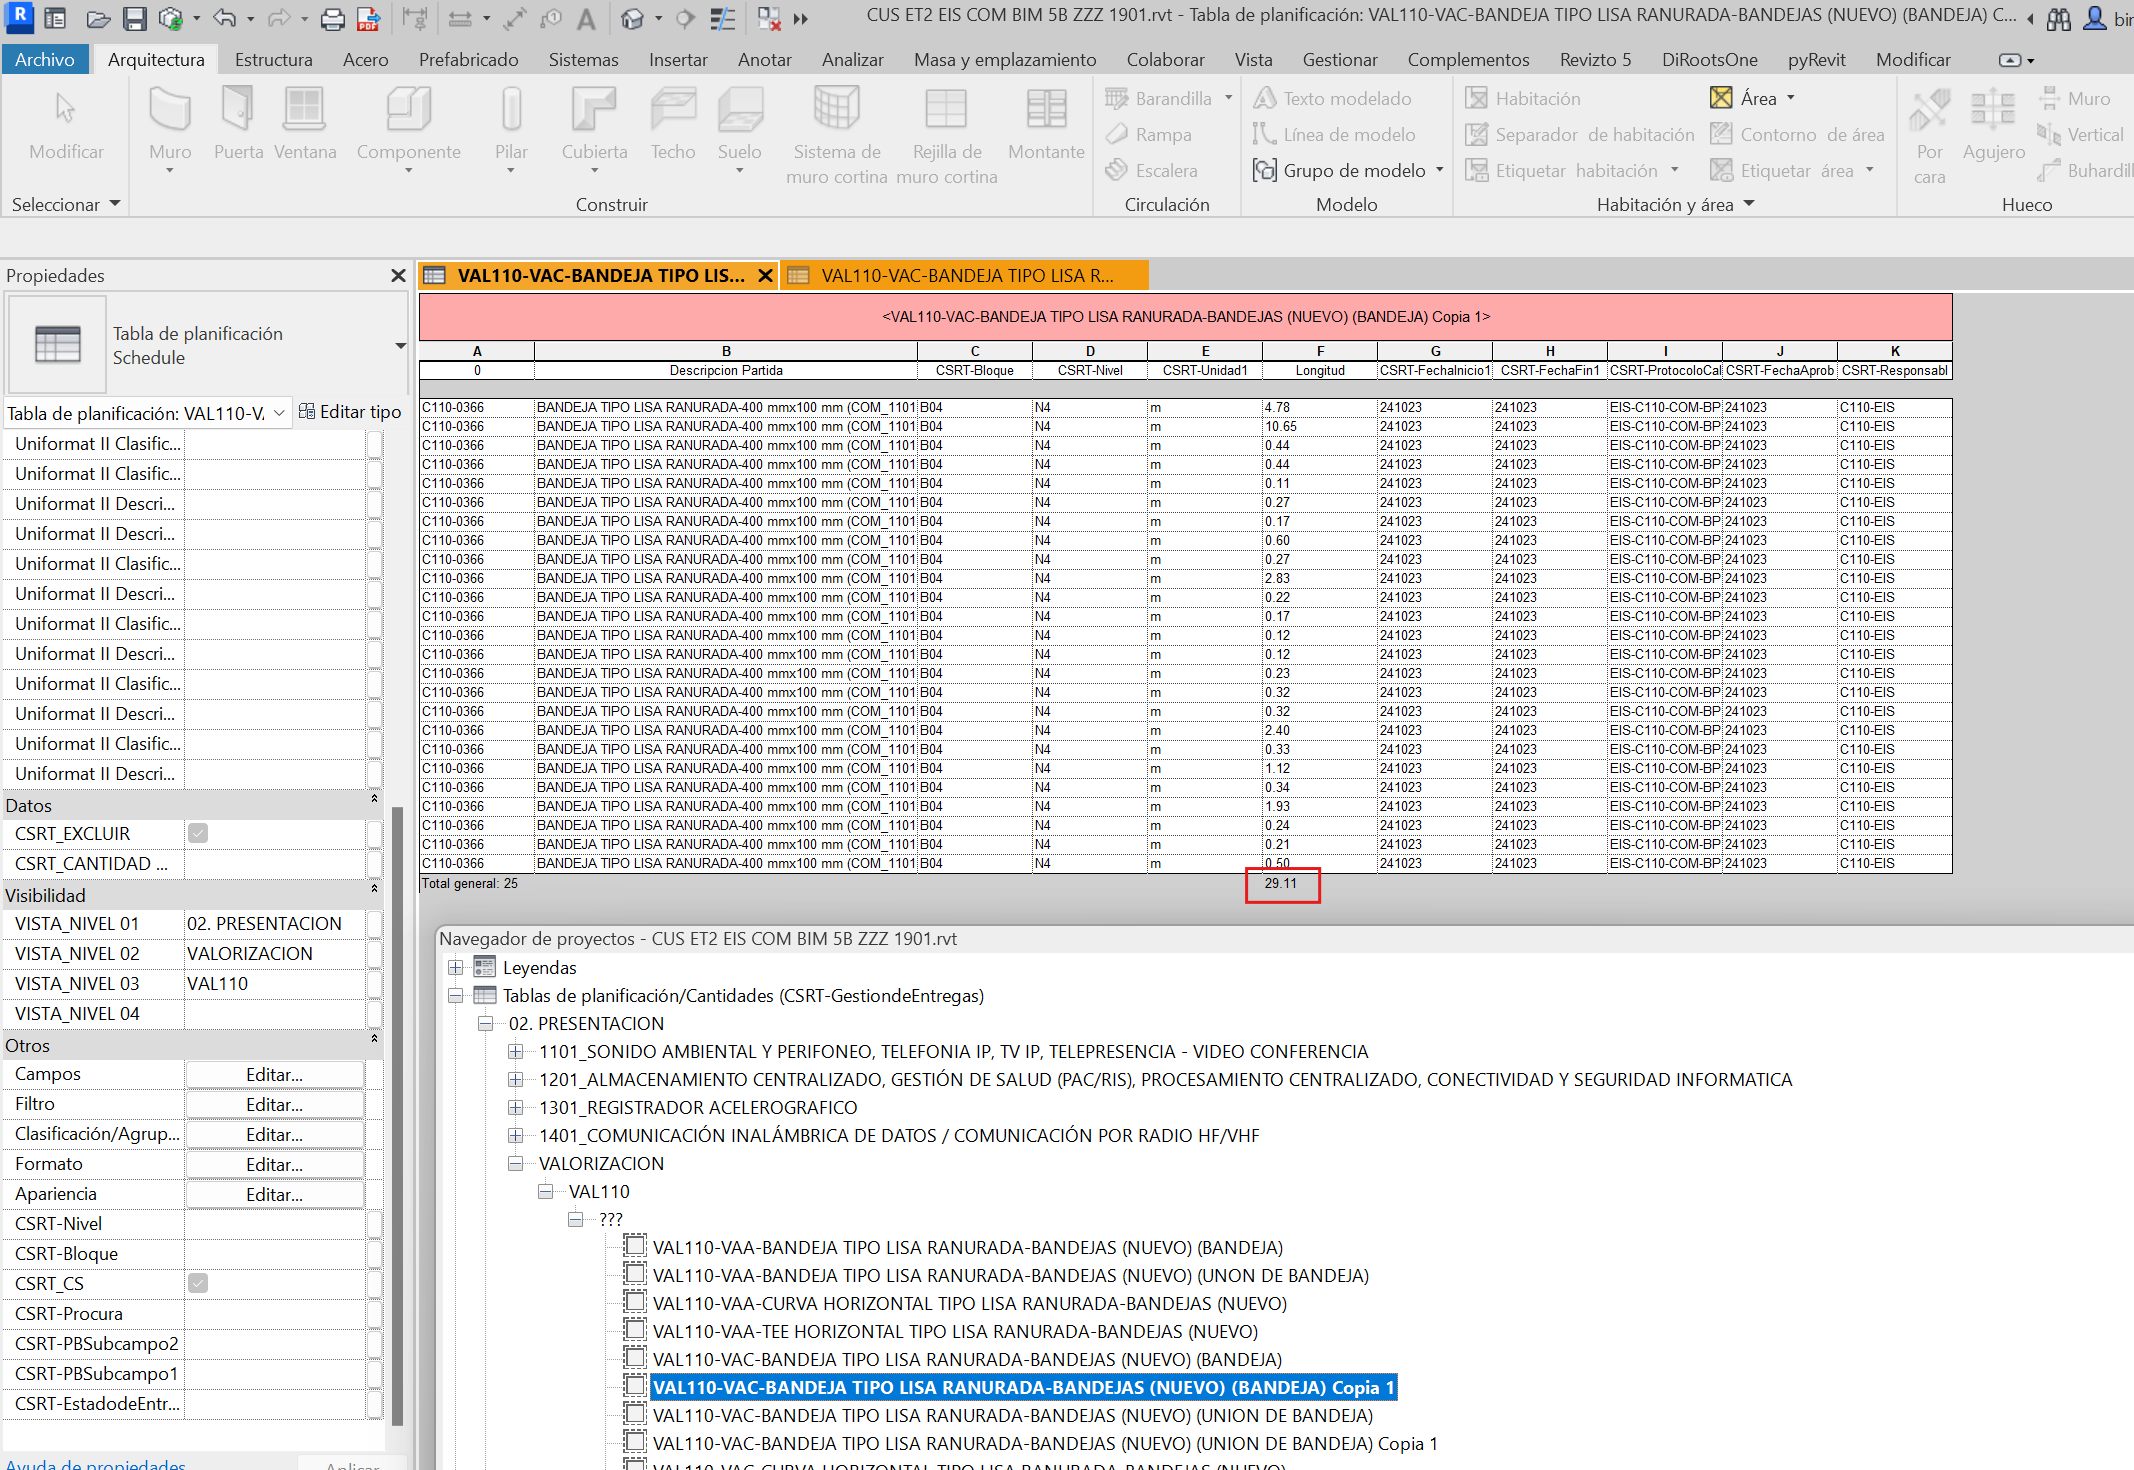 CUS ET2 EIS COM BIM 5B ZZZ 1901.rvt - Tabla de planificación: VAL110-VAC-BANDEJA TIPO LISA RANURADA-BANDEJAS (NUEVO) (BANDEJA) C...
Archivo Arquitectura Estructura Acero Prefabricado Sistemas Insertar Anotar Analizar Masa y emplazamiento Colaborar Vista Gestionar Complementos Revizto 5 DiRootsOne pyRevit Modificar
Modificar
Muro
Puerta
Ventana
Componente
Pilar
Cubierta
Techo
Suelo
Sistema de
muro cortina
Rejilla de
muro cortina
Montante
Barandilla
Rampa
Escalera
Texto modelado
Línea de modelo
Grupo de modelo
Habitación
Separador de habitación
Etiquetar habitación
Área
Contorno de área
Etiquetar área
Por
cara
Agujero
Muro
Vertical
Seleccionar
Construir
Circulación
Modelo
Habitación y área
Hueco
Propiedades
Tabla de planificación
Schedule
Tabla de planificación: VAL110-V
Editar tipo
Uniformat II Clasific...
Uniformat II Clasific...
Uniformat II Descri...
Uniformat II Descri...
Uniformat II Clasific...
Uniformat II Descri...
Uniformat II Clasific...
Uniformat II Descri...
Uniformat II Clasific...
Uniformat II Descri...
Uniformat II Clasific...
Uniformat II Descri...
Datos
CSRT_EXCLUIR
CSRT_CANTIDAD ...
Visibilidad
VISTA_NIVEL 01 02. PRESENTACION
VISTA_NIVEL 02 VALORIZACION
VISTA_NIVEL 03 VAL110
VISTA_NIVEL 04
Otros
Campos Editar...
Filtro Editar...
Clasificación/Agrup... Editar...
Formato Editar...
Apariencia Editar...
CSRT-Nivel
CSRT-Bloque
CSRT_CS
CSRT-Procura
CSRT-PBSubcampo2
CSRT-PBSubcampo1
CSRT-EstadodeEntr...
Ayuda de propiedades
Aplicar
VAL110-VAC-BANDEJA TIPO LIS...
VAL110-VAC-BANDEJA TIPO LISA R...
<VAL110-VAC-BANDEJA TIPO LISA RANURADA-BANDEJAS (NUEVO) (BANDEJA) Copia 1>
A B C D E F G H I J K
0 Descripcion Partida CSRT-Bloque CSRT-Nivel CSRT-Unidad1 Longitud CSRT-FechaInicio1 CSRT-FechaFin1 CSRT-ProtocoloCal CSRT-FechaAprob CSRT-Responsabl
C110-0366 BANDEJA TIPO LISA RANURADA-400 mmx100 mm (COM_1101 B04 N4 m 4.78 241023 241023 EIS-C110-COM-BP 241023 C110-EIS
C110-0366 BANDEJA TIPO LISA RANURADA-400 mmx100 mm (COM_1101 B04 N4 m 10.65 241023 241023 EIS-C110-COM-BP 241023 C110-EIS
C110-0366 BANDEJA TIPO LISA RANURADA-400 mmx100 mm (COM_1101 B04 N4 m 0.44 241023 241023 EIS-C110-COM-BP 241023 C110-EIS
C110-0366 BANDEJA TIPO LISA RANURADA-400 mmx100 mm (COM_1101 B04 N4 m 0.44 241023 241023 EIS-C110-COM-BP 241023 C110-EIS
C110-0366 BANDEJA TIPO LISA RANURADA-400 mmx100 mm (COM_1101 B04 N4 m 0.11 241023 241023 EIS-C110-COM-BP 241023 C110-EIS
C110-0366 BANDEJA TIPO LISA RANURADA-400 mmx100 mm (COM_1101 B04 N4 m 0.27 241023 241023 EIS-C110-COM-BP 241023 C110-EIS
C110-0366 BANDEJA TIPO LISA RANURADA-400 mmx100 mm (COM_1101 B04 N4 m 0.17 241023 241023 EIS-C110-COM-BP 241023 C110-EIS
C110-0366 BANDEJA TIPO LISA RANURADA-400 mmx100 mm (COM_1101 B04 N4 m 0.60 241023 241023 EIS-C110-COM-BP 241023 C110-EIS
C110-0366 BANDEJA TIPO LISA RANURADA-400 mmx100 mm (COM_1101 B04 N4 m 0.27 241023 241023 EIS-C110-COM-BP 241023 C110-EIS
C110-0366 BANDEJA TIPO LISA RANURADA-400 mmx100 mm (COM_1101 B04 N4 m 2.83 241023 241023 EIS-C110-COM-BP 241023 C110-EIS
C110-0366 BANDEJA TIPO LISA RANURADA-400 mmx100 mm (COM_1101 B04 N4 m 0.22 241023 241023 EIS-C110-COM-BP 241023 C110-EIS
C110-0366 BANDEJA TIPO LISA RANURADA-400 mmx100 mm (COM_1101 B04 N4 m 0.17 241023 241023 EIS-C110-COM-BP 241023 C110-EIS
C110-0366 BANDEJA TIPO LISA RANURADA-400 mmx100 mm (COM_1101 B04 N4 m 0.12 241023 241023 EIS-C110-COM-BP 241023 C110-EIS
C110-0366 BANDEJA TIPO LISA RANURADA-400 mmx100 mm (COM_1101 B04 N4 m 0.12 241023 241023 EIS-C110-COM-BP 241023 C110-EIS
C110-0366 BANDEJA TIPO LISA RANURADA-400 mmx100 mm (COM_1101 B04 N4 m 0.23 241023 241023 EIS-C110-COM-BP 241023 C110-EIS
C110-0366 BANDEJA TIPO LISA RANURADA-400 mmx100 mm (COM_1101 B04 N4 m 0.32 241023 241023 EIS-C110-COM-BP 241023 C110-EIS
C110-0366 BANDEJA TIPO LISA RANURADA-400 mmx100 mm (COM_1101 B04 N4 m 0.32 241023 241023 EIS-C110-COM-BP 241023 C110-EIS
C110-0366 BANDEJA TIPO LISA RANURADA-400 mmx100 mm (COM_1101 B04 N4 m 2.40 241023 241023 EIS-C110-COM-BP 241023 C110-EIS
C110-0366 BANDEJA TIPO LISA RANURADA-400 mmx100 mm (COM_1101 B04 N4 m 0.33 241023 241023 EIS-C110-COM-BP 241023 C110-EIS
C110-0366 BANDEJA TIPO LISA RANURADA-400 mmx100 mm (COM_1101 B04 N4 m 1.12 241023 241023 EIS-C110-COM-BP 241023 C110-EIS
C110-0366 BANDEJA TIPO LISA RANURADA-400 mmx100 mm (COM_1101 B04 N4 m 0.34 241023 241023 EIS-C110-COM-BP 241023 C110-EIS
C110-0366 BANDEJA TIPO LISA RANURADA-400 mmx100 mm (COM_1101 B04 N4 m 1.93 241023 241023 EIS-C110-COM-BP 241023 C110-EIS
C110-0366 BANDEJA TIPO LISA RANURADA-400 mmx100 mm (COM_1101 B04 N4 m 0.24 241023 241023 EIS-C110-COM-BP 241023 C110-EIS
C110-0366 BANDEJA TIPO LISA RANURADA-400 mmx100 mm (COM_1101 B04 N4 m 0.21 241023 241023 EIS-C110-COM-BP 241023 C110-EIS
C110-0366 BANDEJA TIPO LISA RANURADA-400 mmx100 mm (COM_1101 B04 N4 m 0.50 241023 241023 EIS-C110-COM-BP 241023 C110-EIS
Total general: 25 29.11
Navegador de proyectos - CUS ET2 EIS COM BIM 5B ZZZ 1901.rvt
Leyendas
Tablas de planificación/Cantidades (CSRT-GestiondeEntregas)
02. PRESENTACION
1101_SONIDO AMBIENTAL Y PERIFONEO, TELEFONIA IP, TV IP, TELEPRESENCIA - VIDEO CONFERENCIA
1201_ALMACENAMIENTO CENTRALIZADO, GESTIÓN DE SALUD (PAC/RIS), PROCESAMIENTO CENTRALIZADO, CONECTIVIDAD Y SEGURIDAD INFORMATICA
1301_REGISTRADOR ACELEROGRAFICO
1401_COMUNICACIÓN INALÁMBRICA DE DATOS / COMUNICACIÓN POR RADIO HF/VHF
VALORIZACION
VAL110
???
VAL110-VAA-BANDEJA TIPO LISA RANURADA-BANDEJAS (NUEVO) (BANDEJA)
VAL110-VAA-BANDEJA TIPO LISA RANURADA-BANDEJAS (NUEVO) (UNON DE BANDEJA)
VAL110-VAA-CURVA HORIZONTAL TIPO LISA RANURADA-BANDEJAS (NUEVO)
VAL110-VAA-TEE HORIZONTAL TIPO LISA RANURADA-BANDEJAS (NUEVO)
VAL110-VAC-BANDEJA TIPO LISA RANURADA-BANDEJAS (NUEVO) (BANDEJA)
VAL110-VAC-BANDEJA TIPO LISA RANURADA-BANDEJAS (NUEVO) (BANDEJA) Copia 1
VAL110-VAC-BANDEJA TIPO LISA RANURADA-BANDEJAS (NUEVO) (UNION DE BANDEJA)
VAL110-VAC-BANDEJA TIPO LISA RANURADA-BANDEJAS (NUEVO) (UNION DE BANDEJA) Copia 1
VAL110-VAC-CURVA HORIZONTAL TIPO LISA RANURADA-BANDEJAS (NUEVO)